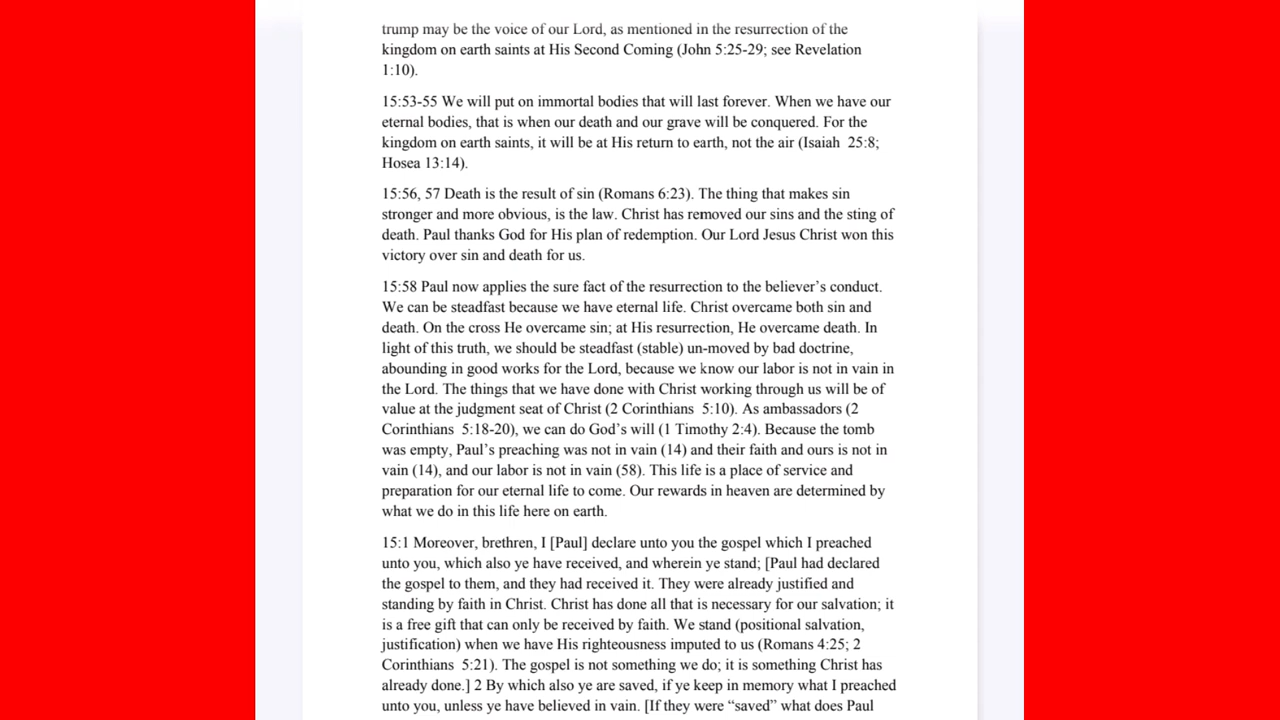 trump may be the voice of our Lord, as mentioned in the resurrection of the
kingdom on earth saints at His Second Coming (John 5:25-29; see Revelation
1:10).
15:53-55 We will put on immortal bodies that will last forever. When we have our
eternal bodies, that is when our death and our grave will be conquered. For the
kingdom on earth saints, it will be at His return to earth, not the air (Isaiah 25:8;
Hosea 13:14).
15:56, 57 Death is the result of sin (Romans 6:23). The thing that makes sin
stronger and more obvious, is the law. Christ has removed our sins and the sting of
death. Paul thanks God for His plan of redemption. Our Lord Jesus Christ won this
victory over sin and death for us.
15:58 Paul now applies the sure fact of the resurrection to the believer’s conduct.
We can be steadfast because we have eternal life. Christ overcame both sin and
death. On the cross He overcame sin; at His resurrection, He overcame death. In
light of this truth, we should be steadfast (stable) un-moved by bad doctrine,
abounding in good works for the Lord, because we know our labor is not in vain in
the Lord. The things that we have done with Christ working through us will be of
value at the judgment seat of Christ (2 Corinthians 5:10). As ambassadors (2
Corinthians 5:18-20), we can do God’s will (1 Timothy 2:4). Because the tomb
was empty, Paul’s preaching was not in vain (14) and their faith and ours is not in
vain (14), and our labor is not in vain (58). This life is a place of service and
preparation for our eternal life to come. Our rewards in heaven are determined by
what we do in this life here on earth.
15:1 Moreover, brethren, I [Paul] declare unto you the gospel which I preached
unto you, which also ye have received, and wherein ye stand; [Paul had declared
the gospel to them, and they had received it. They were already justified and
standing by faith in Christ. Christ has done all that is necessary for our salvation; it
is a free gift that can only be received by faith. We stand (positional salvation,
justification) when we have His righteousness imputed to us (Romans 4:25; 2
Corinthians 5:21). The gospel is not something we do; it is something Christ has
already done.] 2 By which also ye are saved, if ye keep in memory what I preached
unto you, unless ye have believed in vain. [If they were “saved” what does Paul